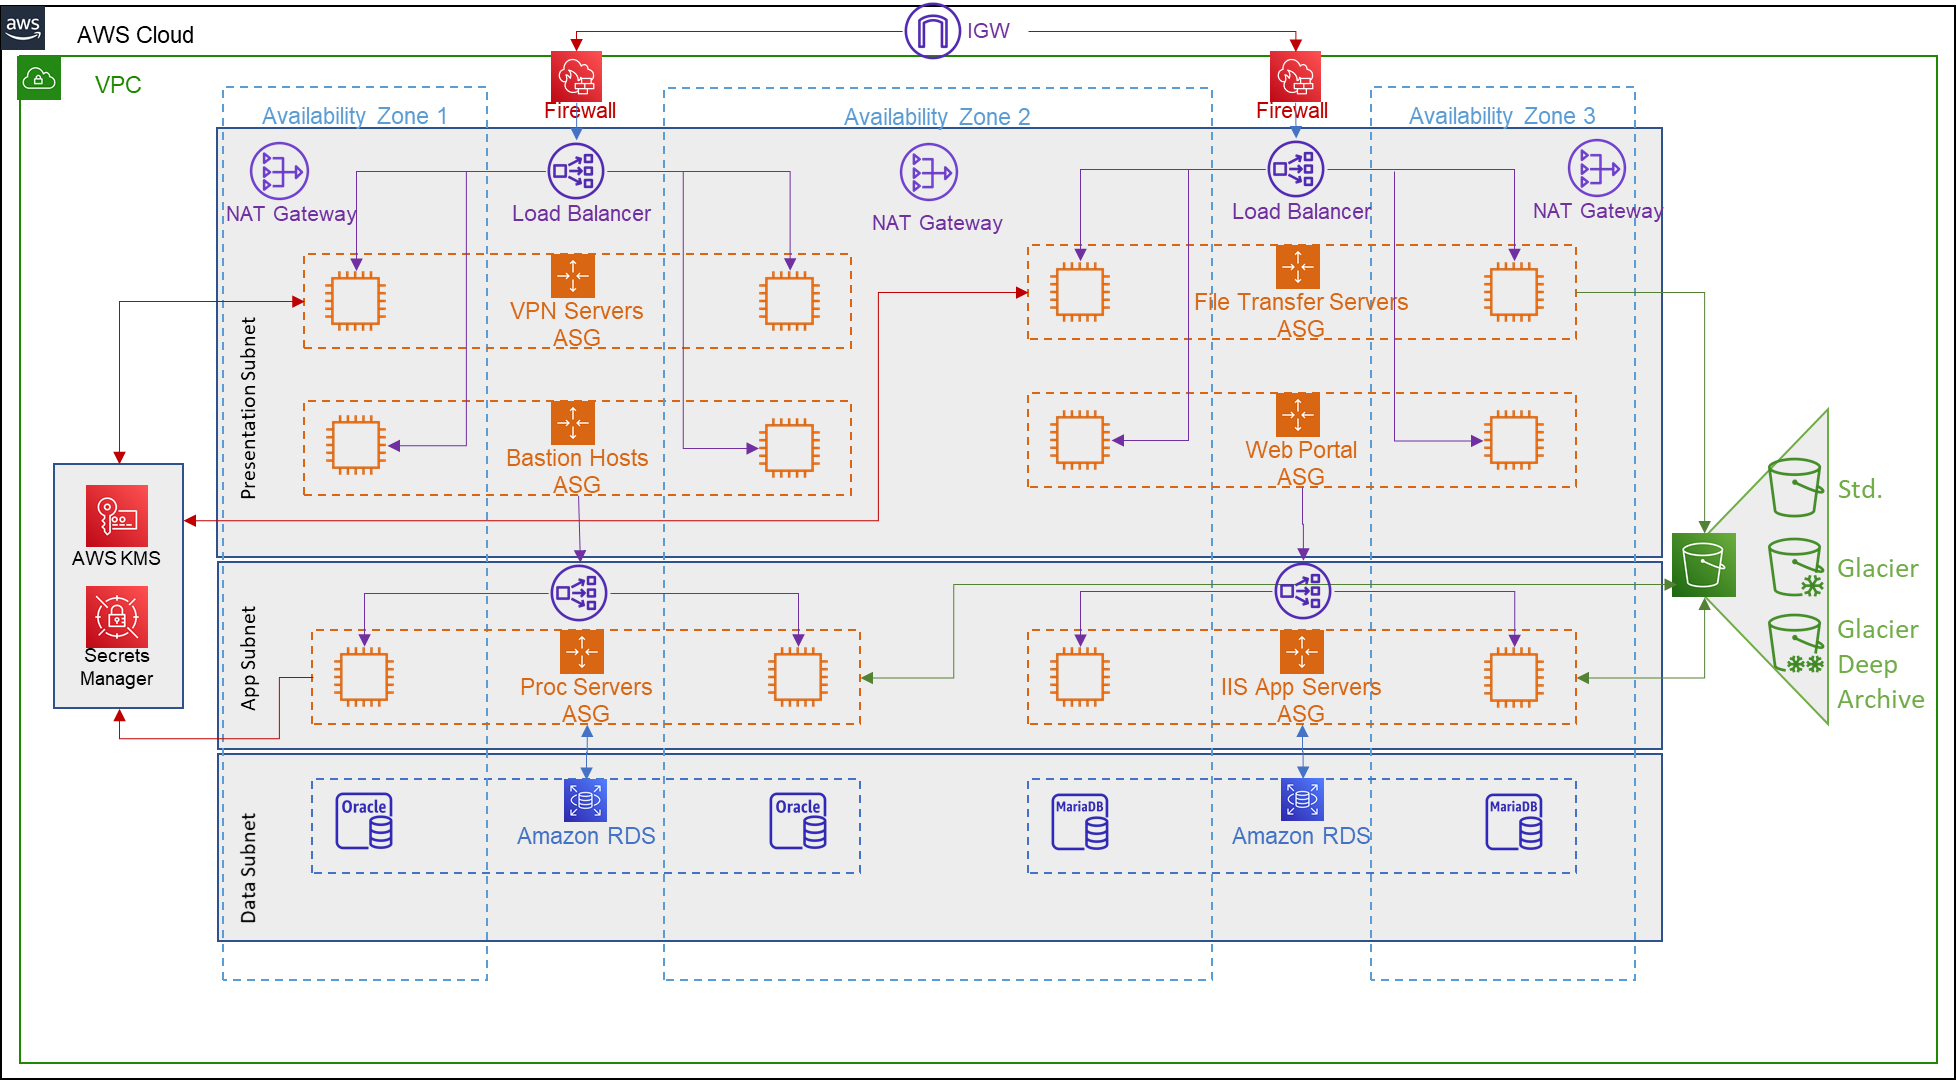 aws
AWS Cloud
IGW
VPC
Firewall
Firewall
Availability Zone 1
Availability Zone 2
Availability Zone 3
NAT Gateway
Load Balancer
NAT Gateway
Load Balancer
NAT Gateway
Presentation Subnet
VPN Servers
ASG
File Transfer Servers
ASG
Bastion Hosts
ASG
Web Portal
ASG
AWS KMS
Secrets
Manager
Std.
Glacier
Glacier
Deep
Archive
App Subnet
Proc Servers
ASG
IIS App Servers
ASG
Data Subnet
Oracle
Amazon RDS
Oracle
MariaDB
Amazon RDS
MariaDB